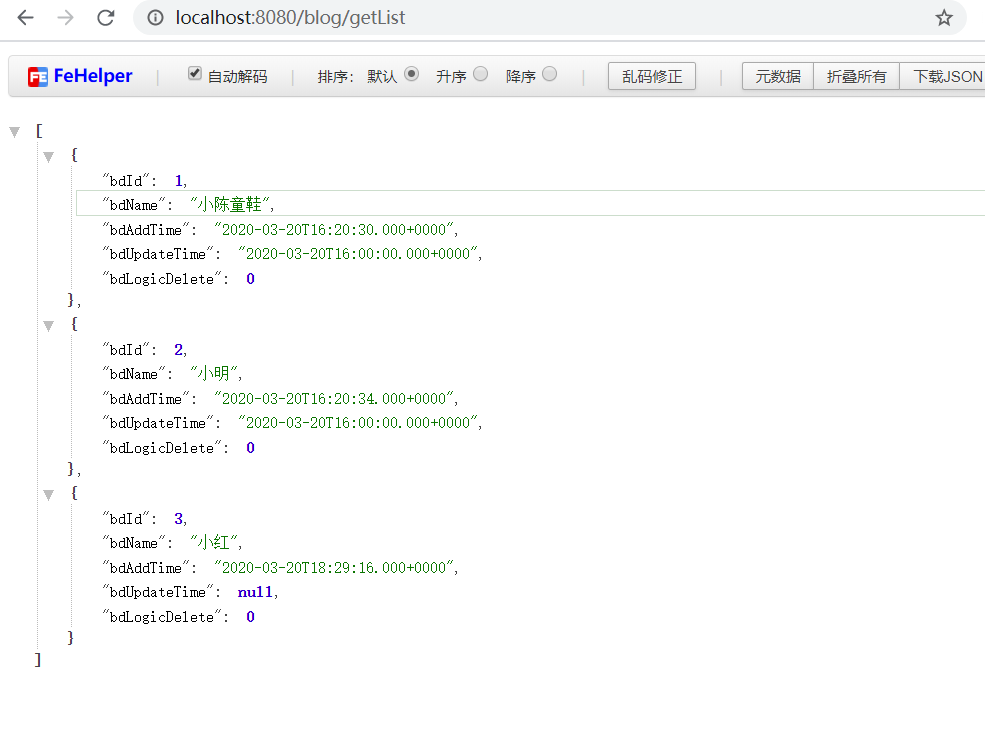 localhost:8080/blog/getList
FeHelper 自动解码 排序: 默认 升序 降序 乱码修正 元数据 折叠所有 下载JSON
[
{
"bdId": 1,
"bdName": "小陈童鞋",
"bdAddTime": "2020-03-20T16:20:30.000+0000",
"bdUpdateTime": "2020-03-20T16:00:00.000+0000",
"bdLogicDelete": 0
},
{
"bdId": 2,
"bdName": "小明",
"bdAddTime": "2020-03-20T16:20:34.000+0000",
"bdUpdateTime": "2020-03-20T16:00:00.000+0000",
"bdLogicDelete": 0
},
{
"bdId": 3,
"bdName": "小红",
"bdAddTime": "2020-03-20T18:29:16.000+0000",
"bdUpdateTime": null,
"bdLogicDelete": 0
}
]